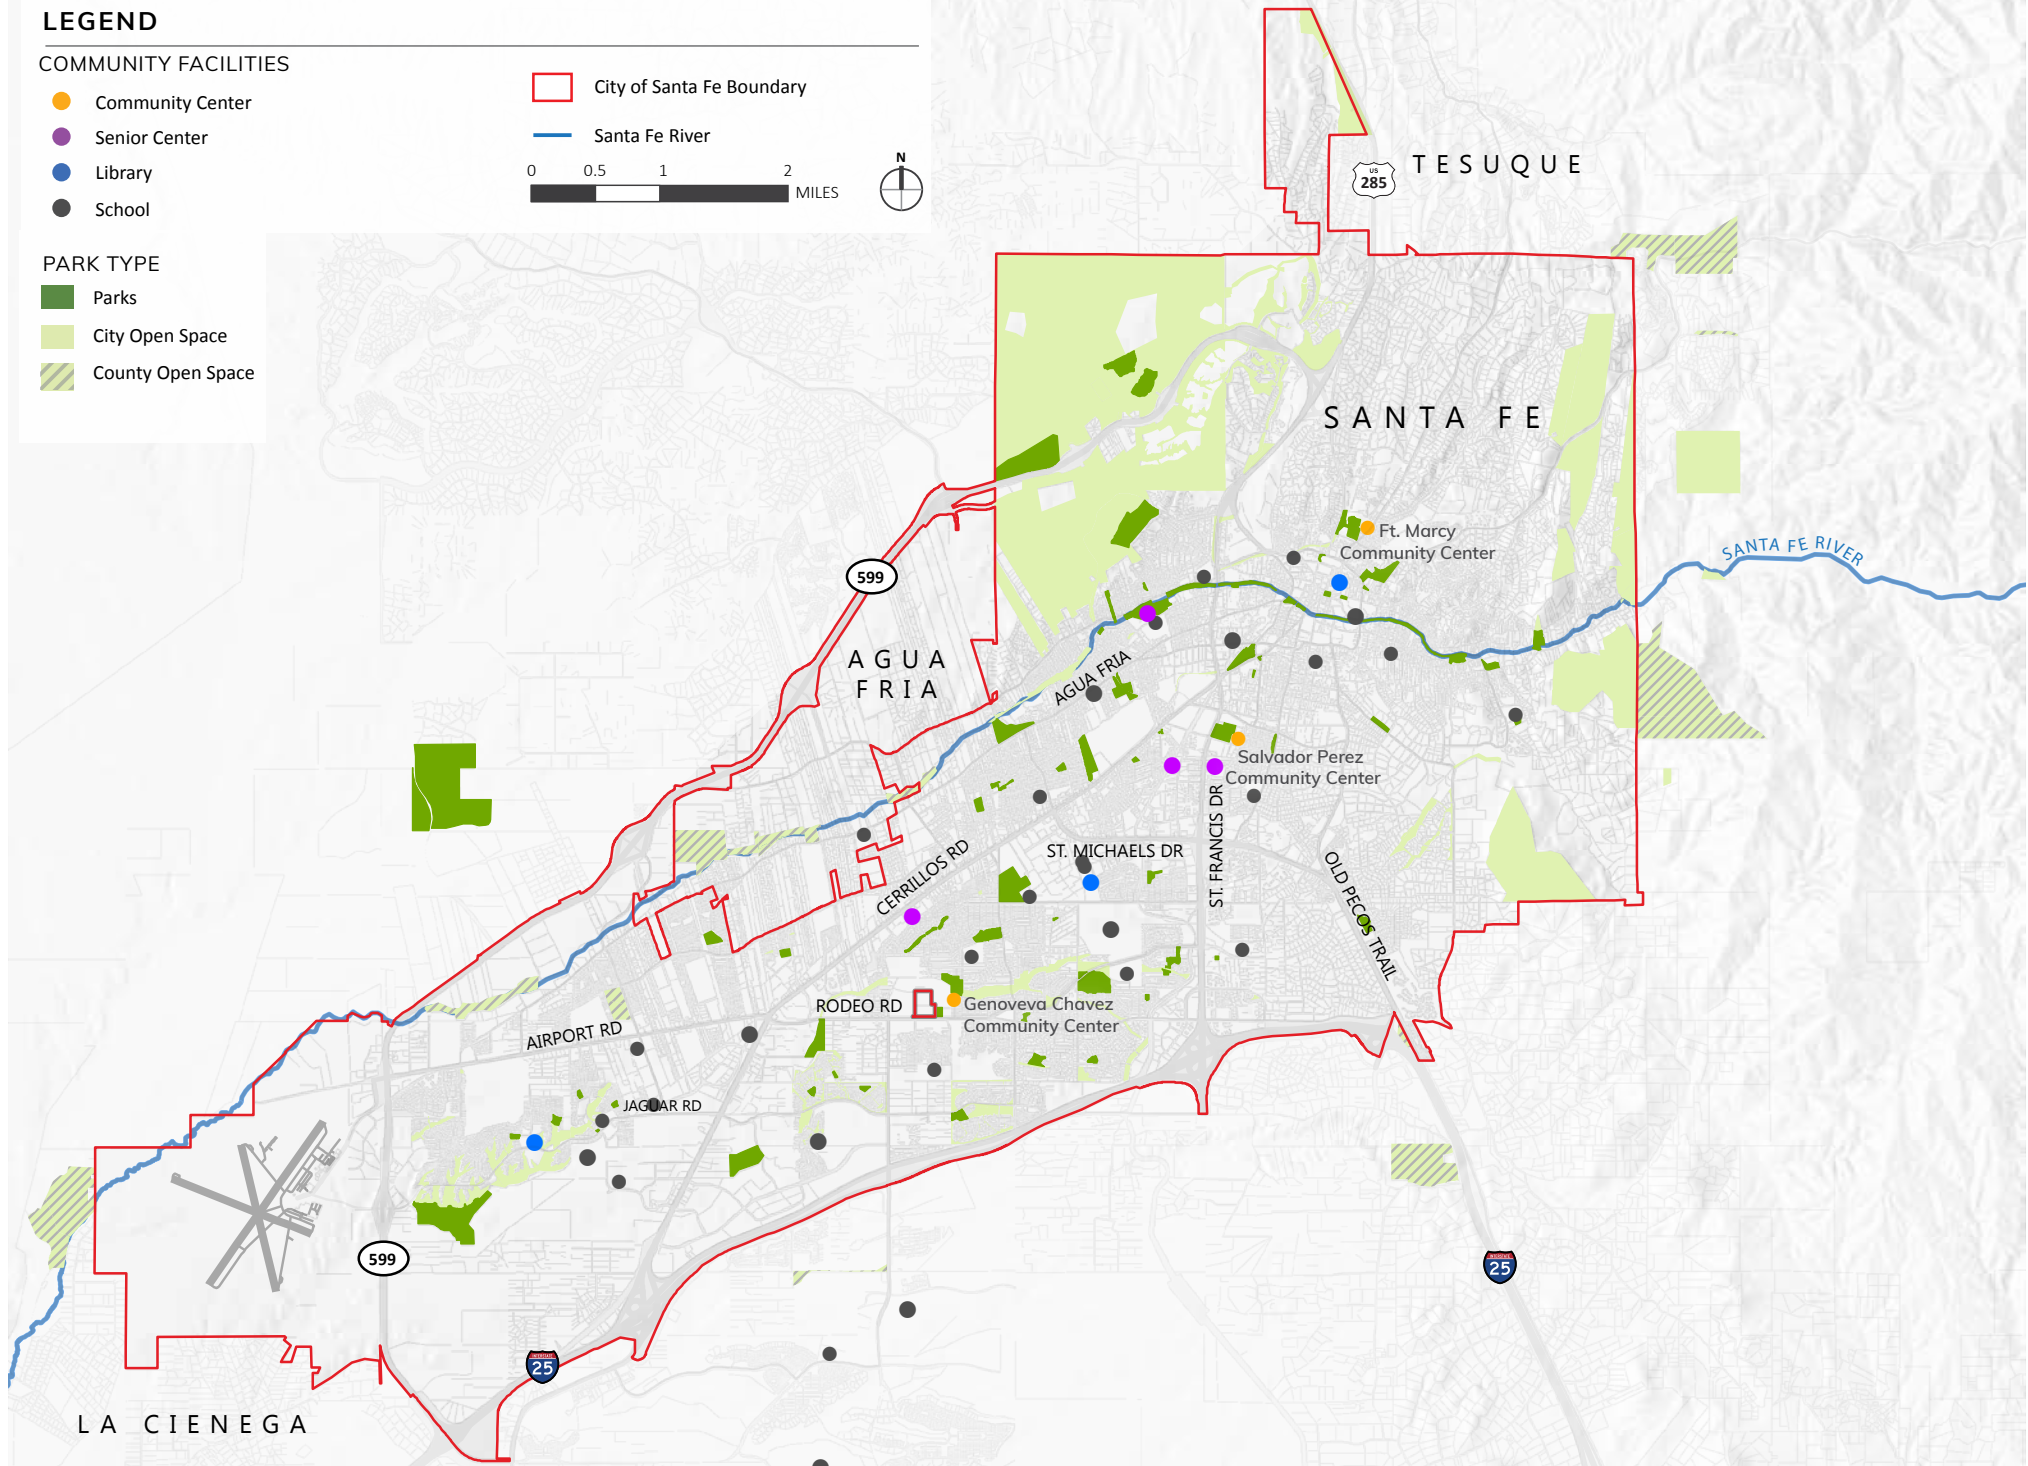 LEGEND
COMMUNITY FACILITIES
Community Center
Senior Center
Library
School
City of Santa Fe Boundary
Santa Fe River
0 0.5 1 2
MILES
N
PARK TYPE
Parks
City Open Space
County Open Space
US
285
TESUQUE
SANTA FE
Ft. Marcy
Community Center
SANTA FE RIVER
599
AGUA
FRIA
AGUA FRIA
Salvador Perez
Community Center
ST. FRANCIS DR
ST. MICHAELS DR
CERRILLOS RD
OLD PECOS TRAIL
RODEO RD
Genoveva Chavez
Community Center
AIRPORT RD
JAGUAR RD
599
INTERSTATE
25
INTERSTATE
25
LA CIENEGA